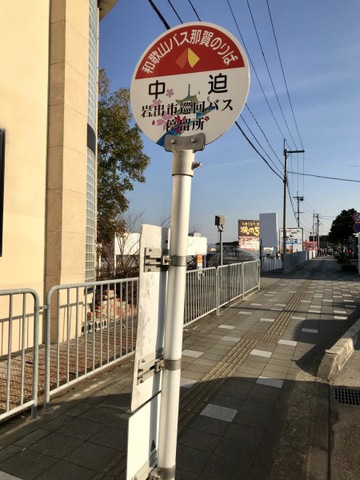 和歌山バス那賀のりば
中迫
岩出市巡回バス
停留所